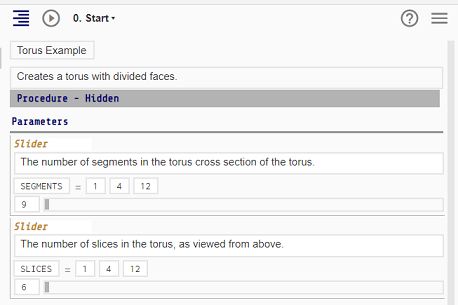 0. Start
Torus Example
Creates a torus with divided faces.
Procedure - Hidden
Parameters
Slider
The number of segments in the torus cross section of the torus.
SEGMENTS = 1 4 12
9
Slider
The number of slices in the torus, as viewed from above.
SLICES = 1 4 12
6